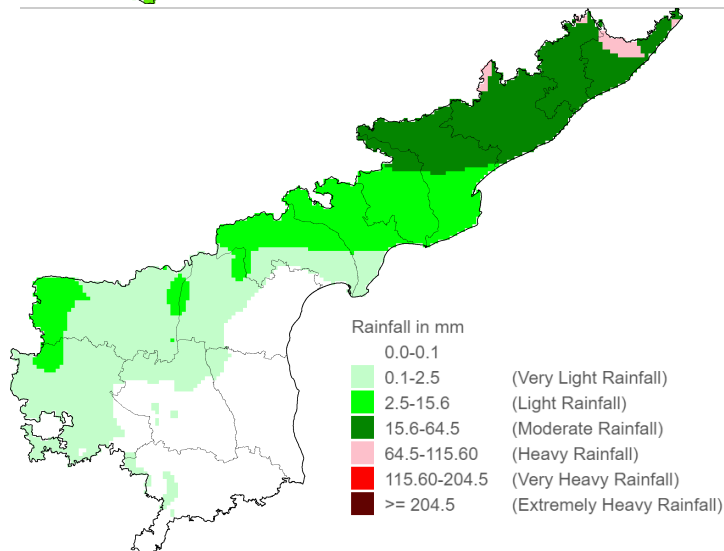 Rainfall in mm
0.0-0.1
0.1-2.5 (Very Light Rainfall)
2.5-15.6 (Light Rainfall)
15.6-64.5 (Moderate Rainfall)
64.5-115.60 (Heavy Rainfall)
115.60-204.5 (Very Heavy Rainfall)
>= 204.5 (Extremely Heavy Rainfall)